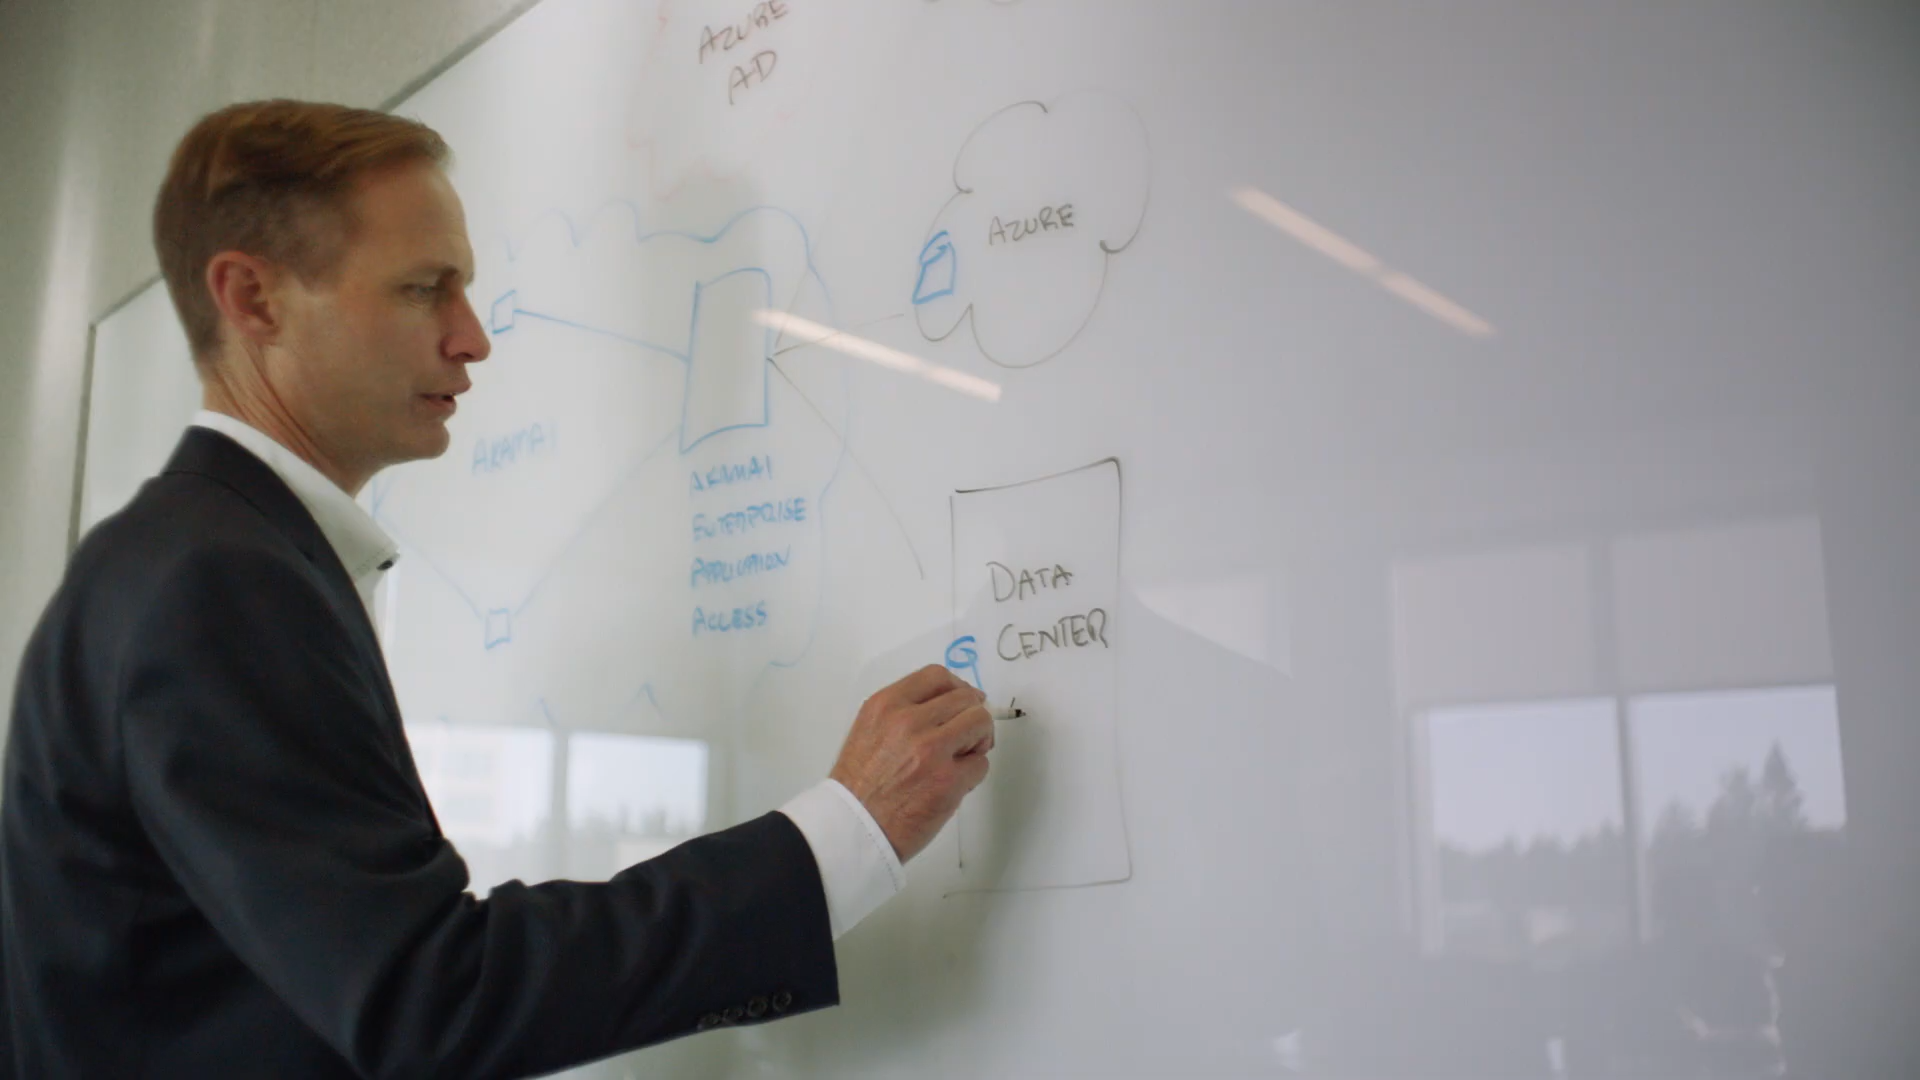 AZURE
AD
AZURE
AKAMAI
AKAMAI
ENTERPRISE
APPLICATION
ACCESS
DATA
CENTER